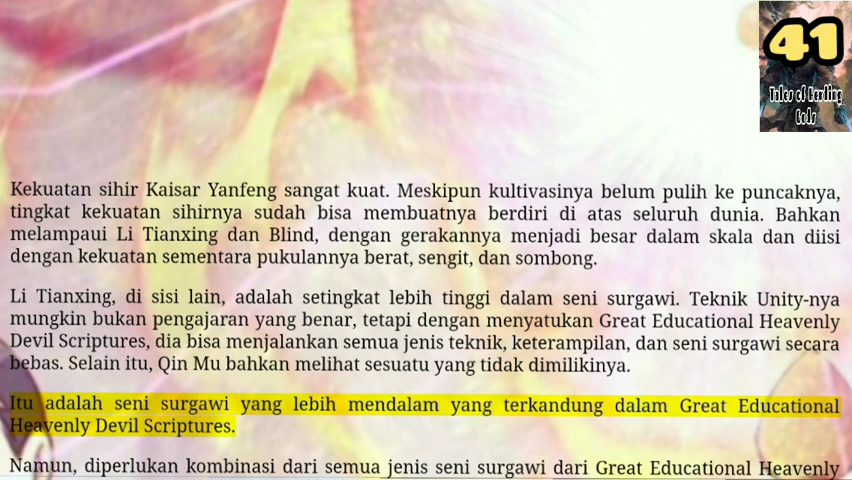 41
Tales of Herding
Gods
Kekuatan sihir Kaisar Yanfeng sangat kuat. Meskipun kultivasinya belum pulih ke puncaknya,
tingkat kekuatan sihirnya sudah bisa membuatnya berdiri di atas seluruh dunia. Bahkan
melampaui Li Tianxing dan Blind, dengan gerakannya menjadi besar dalam skala dan diisi
dengan kekuatan sementara pukulannya berat, sengit, dan sombong.
Li Tianxing, di sisi lain, adalah setingkat lebih tinggi dalam seni surgawi. Teknik Unity-nya
mungkin bukan pengajaran yang benar, tetapi dengan menyatukan Great Educational Heavenly
Devil Scriptures, dia bisa menjalankan semua jenis teknik, keterampilan, dan seni surgawi secara
bebas. Selain itu, Qin Mu bahkan melihat sesuatu yang tidak dimilikinya.
Itu adalah seni surgawi yang lebih mendalam yang terkandung dalam Great Educational
Heavenly Devil Scriptures.
Namun, diperlukan kombinasi dari semua jenis seni surgawi dari Great Educational Heavenly